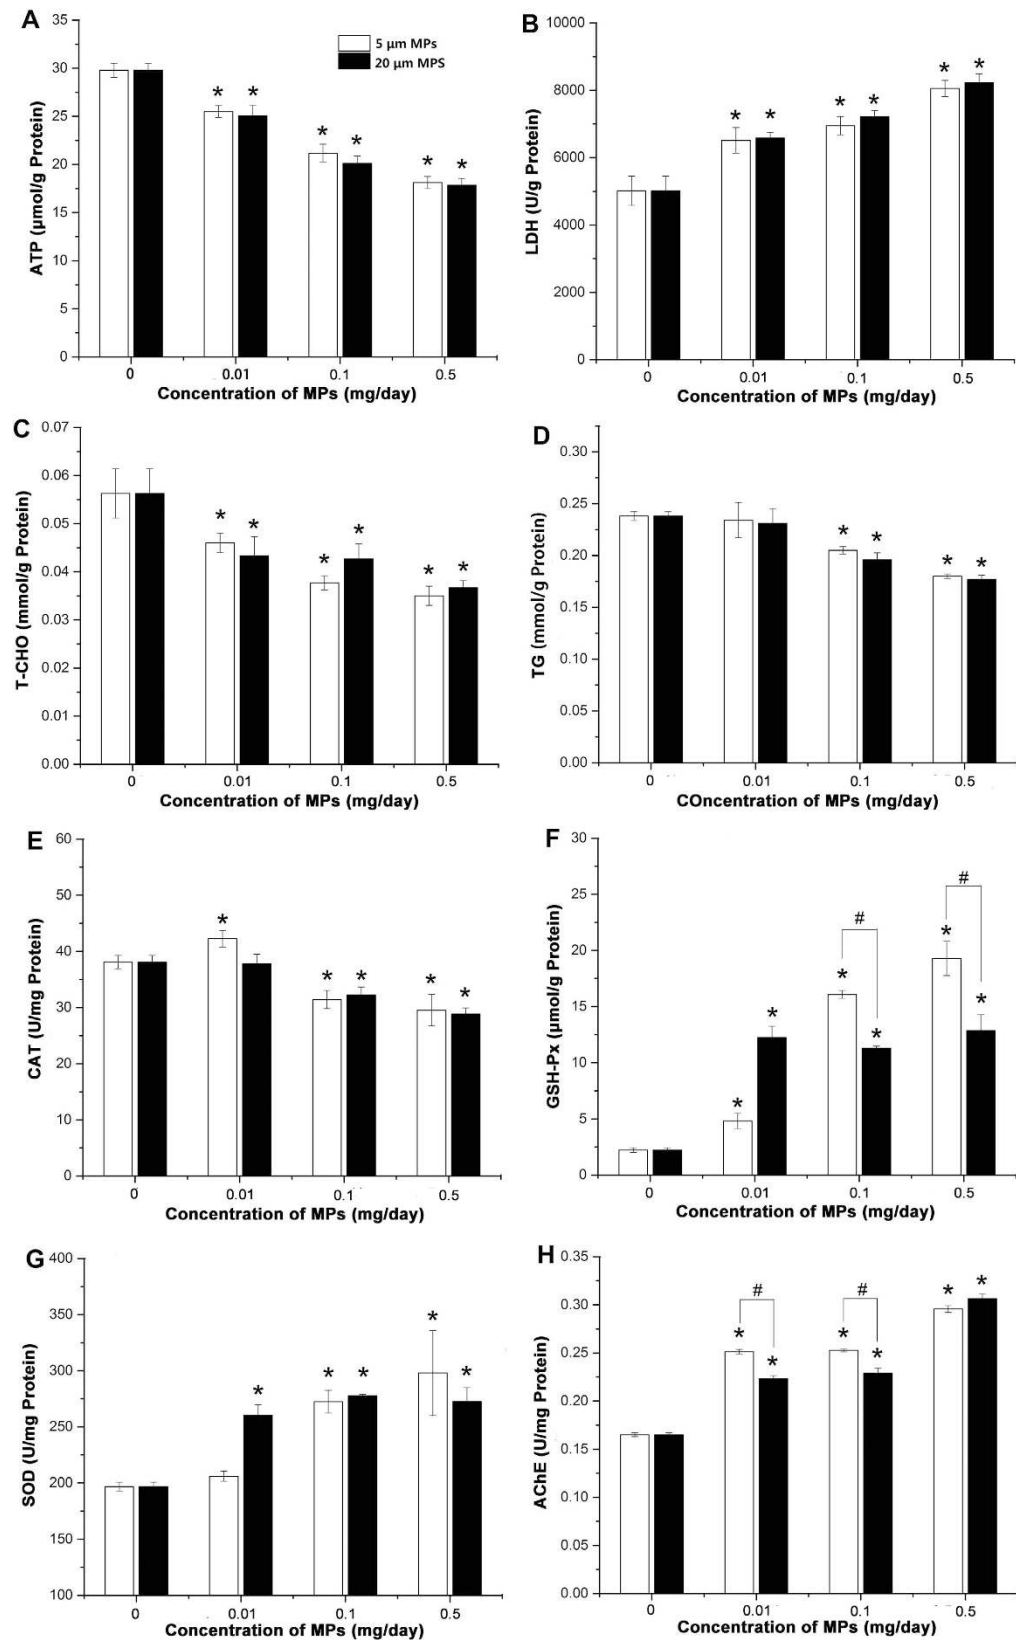 A
ATP (µmol/g Protein)
35
30
25
20
15
10
5
0
5 µm MPs
20 µm MPS
* * * * * *
0 0.01 0.1 0.5
Concentration of MPs (mg/day)
B
LDH (U/g Protein)
10000
8000
6000
4000
2000
0
* * * * * *
0 0.01 0.1 0.5
Concentration of MPs (mg/day)
C
T-CHO (mmol/g Protein)
0.07
0.06
0.05
0.04
0.03
0.02
0.01
0.00
* * * * * *
0 0.01 0.1 0.5
Concentration of MPs (mg/day)
D
TG (mmol/g Protein)
0.30
0.25
0.20
0.15
0.10
0.05
0.00
* * * *
0 0.01 0.1 0.5
COncentration of MPs (mg/day)
E
CAT (U/mg Protein)
60
50
40
30
20
10
0
* * * * *
0 0.01 0.1 0.5
Concentration of MPs (mg/day)
F
GSH-Px (µmol/g Protein)
30
25
20
15
10
5
0
# #
* * * * * *
0 0.01 0.1 0.5
Concentration of MPs (mg/day)
G
SOD (U/mg Protein)
400
350
300
250
200
150
100
* * * * *
0 0.01 0.1 0.5
Concentration of MPs (mg/day)
H
AChE (U/mg Protein)
0.35
0.30
0.25
0.20
0.15
0.10
0.05
0.00
# #
* * * * * *
0 0.01 0.1 0.5
Concentration of MPs (mg/day)